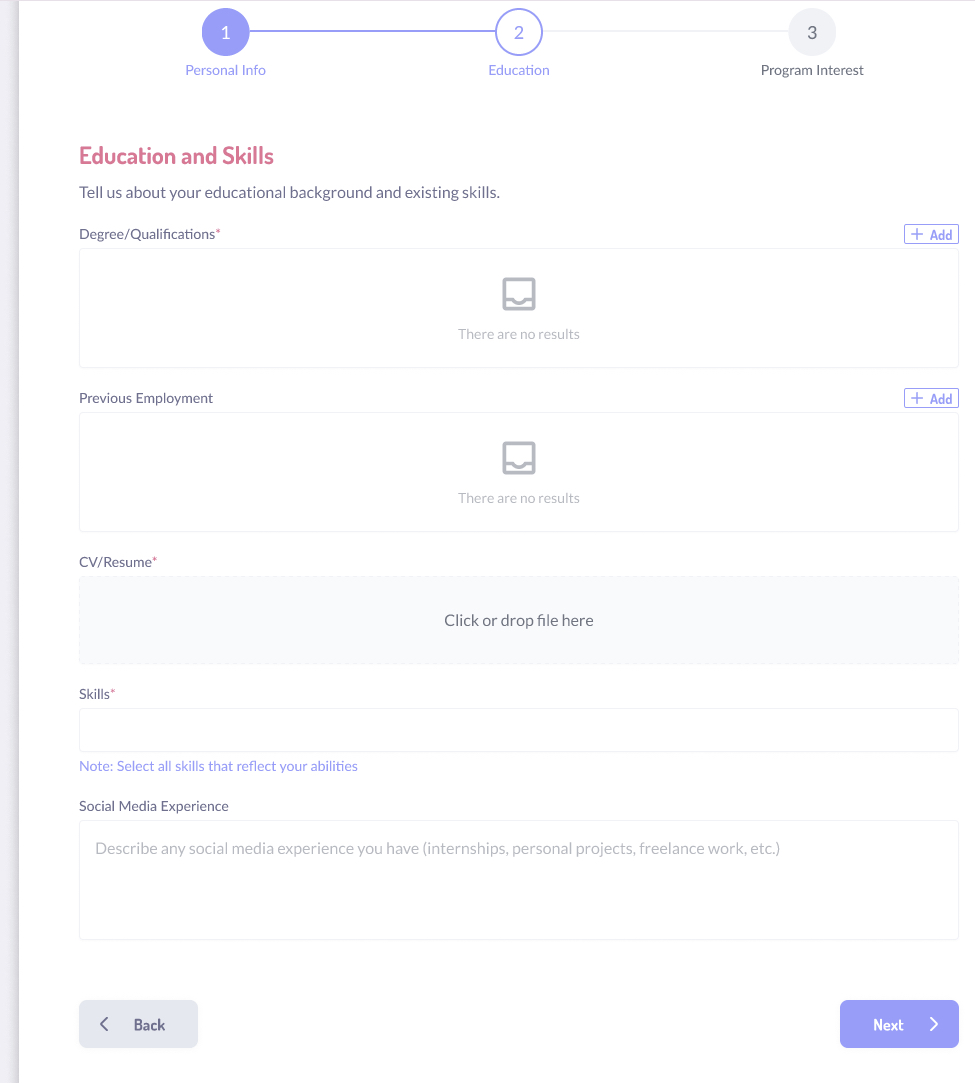 1
2
3
Personal Info
Education
Program Interest
Education and Skills
Tell us about your educational background and existing skills.
Degree/Qualifications*
+ Add
There are no results
Previous Employment
+ Add
There are no results
CV/Resume*
Click or drop file here
Skills*
Note: Select all skills that reflect your abilities
Social Media Experience
Describe any social media experience you have (internships, personal projects, freelance work, etc.)
Back
Next